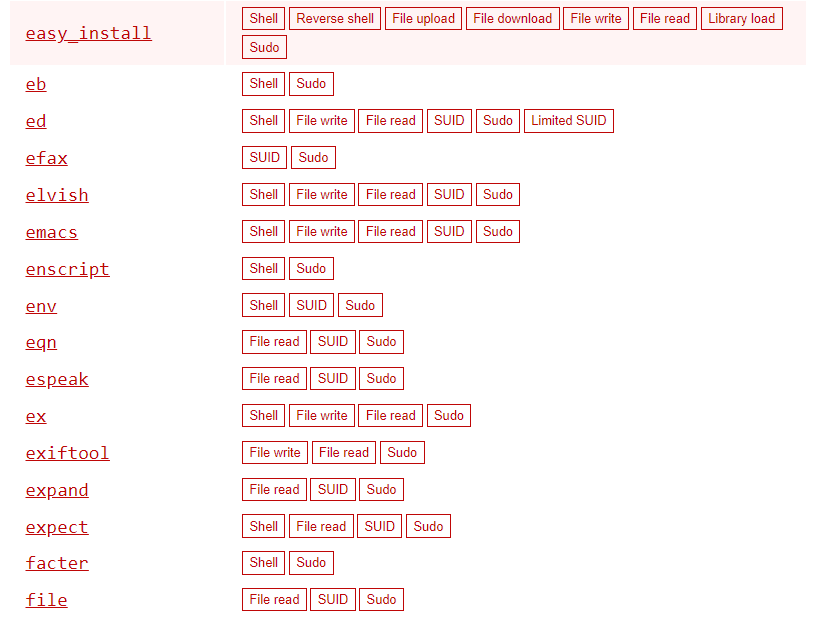 easy_install Shell Reverse shell File upload File download File write File read Library load
Sudo
eb Shell Sudo
ed Shell File write File read SUID Sudo Limited SUID
efax SUID Sudo
elvish Shell File write File read SUID Sudo
emacs Shell File write File read SUID Sudo
enscript Shell Sudo
env Shell SUID Sudo
eqn File read SUID Sudo
espeak File read SUID Sudo
ex Shell File write File read Sudo
exiftool File write File read Sudo
expand File read SUID Sudo
expect Shell File read SUID Sudo
facter Shell Sudo
file File read SUID Sudo